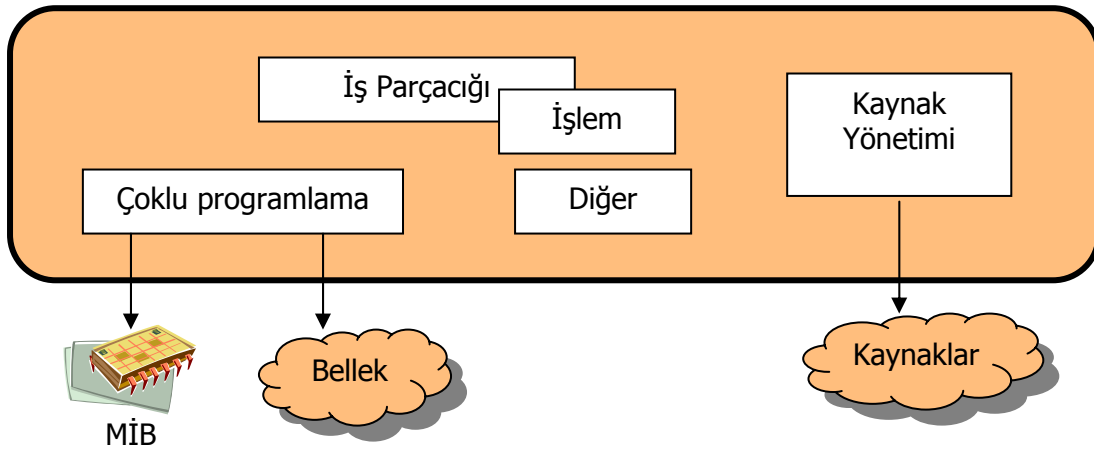 İş Parçacığı
İşlem
Kaynak
Yönetimi
Çoklu programlama
Diğer
Bellek
Kaynaklar
MİB